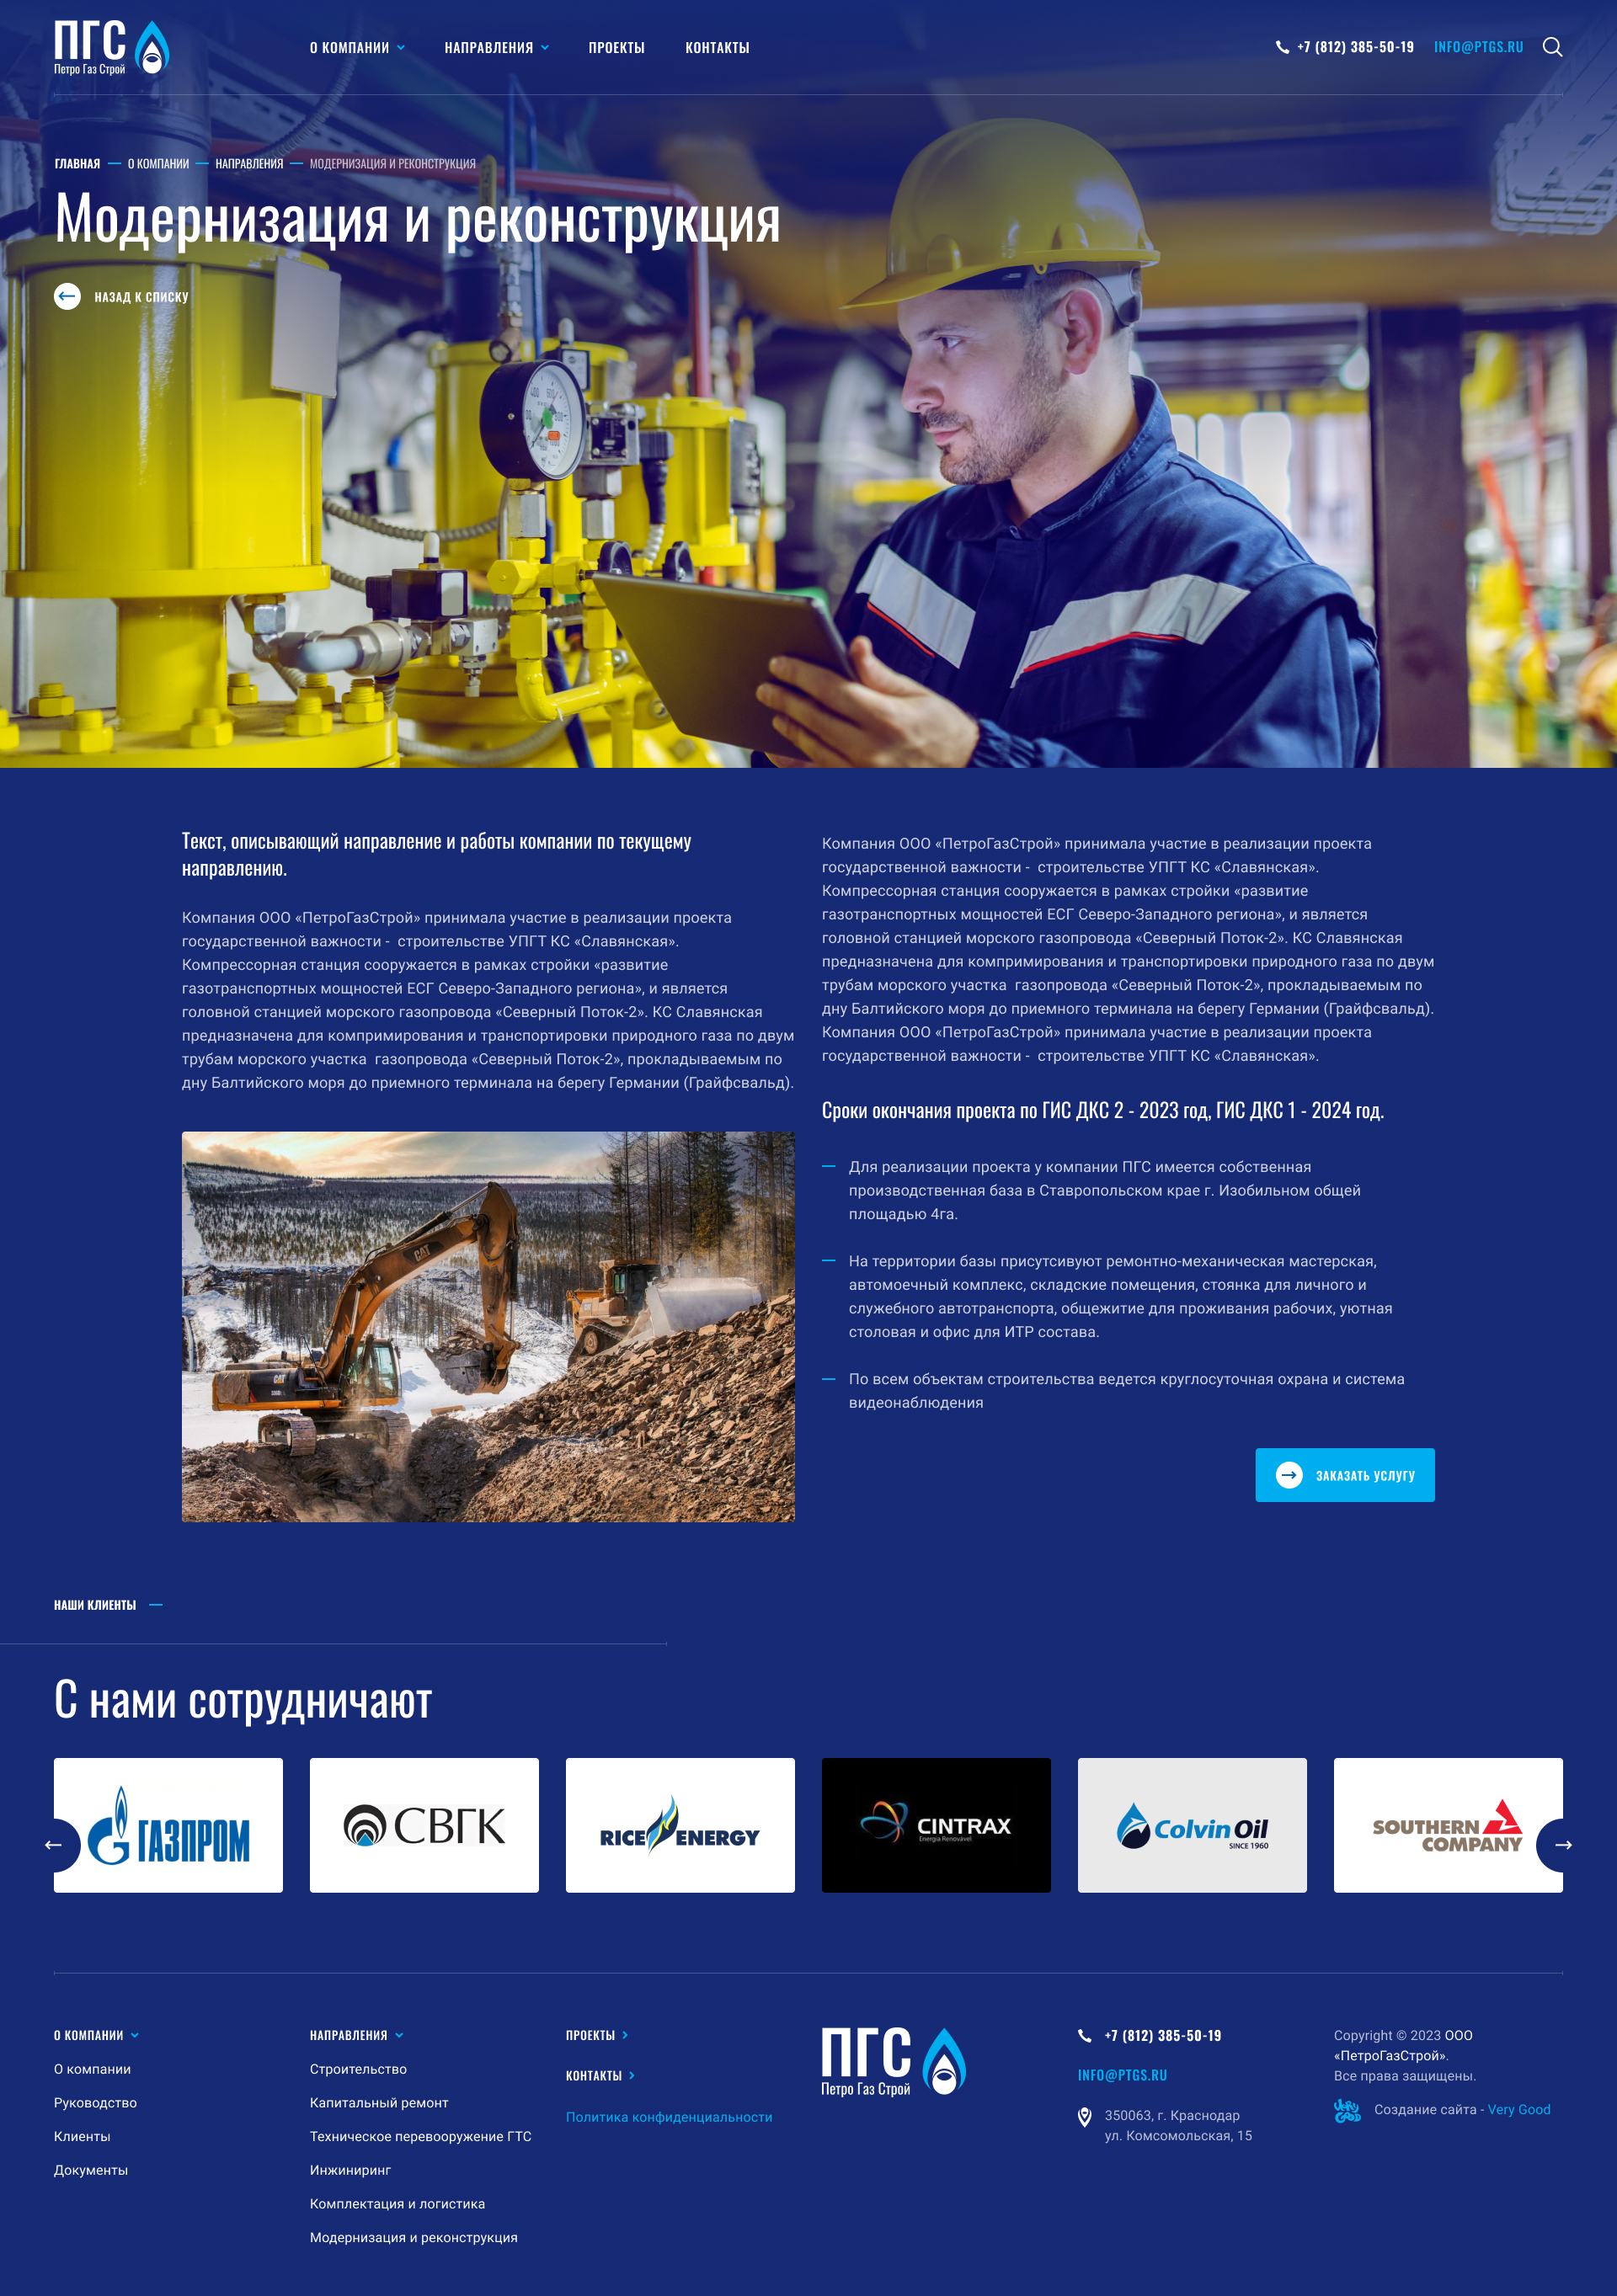 ПГС
Петро Газ Строй
О КОМПАНИИ
НАПРАВЛЕНИЯ
ПРОЕКТЫ
КОНТАКТЫ
+7 (812) 385-50-19
INFO@PTGS.RU
ГЛАВНАЯ — О КОМПАНИИ — НАПРАВЛЕНИЯ — МОДЕРНИЗАЦИЯ И РЕКОНСТРУКЦИЯ
Модернизация и реконструкция
НАЗАД К СПИСКУ
Текст, описывающий направление и работы компании по текущему
направлению.
Компания ООО «ПетроГазСтрой» принимала участие в реализации проекта
государственной важности - строительстве УПГТ КС «Славянская».
Компрессорная станция сооружается в рамках стройки «развитие
газотранспортных мощностей ЕСГ Северо-Западного региона», и является
головной станцией морского газопровода «Северный Поток-2». КС Славянская
предназначена для компримирования и транспортировки природного газа по двум
трубам морского участка газопровода «Северный Поток-2», прокладываемым по
дну Балтийского моря до приемного терминала на берегу Германии (Грайфсвальд).
CAT
CAT
Компания ООО «ПетроГазСтрой» принимала участие в реализации проекта
государственной важности - строительстве УПГТ КС «Славянская».
Компрессорная станция сооружается в рамках стройки «развитие
газотранспортных мощностей ЕСГ Северо-Западного региона», и является
головной станцией морского газопровода «Северный Поток-2». КС Славянская
предназначена для компримирования и транспортировки природного газа по двум
трубам морского участка газопровода «Северный Поток-2», прокладываемым по
дну Балтийского моря до приемного терминала на берегу Германии (Грайфсвальд).
Компания ООО «ПетроГазСтрой» принимала участие в реализации проекта
государственной важности - строительстве УПГТ КС «Славянская».
Сроки окончания проекта по ГИС ДКС 2 - 2023 год, ГИС ДКС 1 - 2024 год.
— Для реализации проекта у компании ПГС имеется собственная
производственная база в Ставропольском крае г. Изобильном общей
площадью 4га.
— На территории базы присутсивуют ремонтно-механическая мастерская,
автомоечный комплекс, складские помещения, стоянка для личного и
служебного автотранспорта, общежитие для проживания рабочих, уютная
столовая и офис для ИТР состава.
— По всем объектам строительства ведется круглосуточная охрана и система
видеонаблюдения
ЗАКАЗАТЬ УСЛУГУ
НАШИ КЛИЕНТЫ —
С нами сотрудничают
ГАЗПРОМ
СВГК
RICE ENERGY
CINTRAX
Energia Renovável
Colvin Oil
SINCE 1960
SOUTHERN
COMPANY
О КОМПАНИИ
О компании
Руководство
Клиенты
Документы
НАПРАВЛЕНИЯ
Строительство
Капитальный ремонт
Техническое перевооружение ГТС
Инжиниринг
Комплектация и логистика
Модернизация и реконструкция
ПРОЕКТЫ
КОНТАКТЫ
Политика конфиденциальности
ПГС
Петро Газ Строй
+7 (812) 385-50-19
INFO@PTGS.RU
350063, г. Краснодар
ул. Комсомольская, 15
Copyright © 2023 ООО
«ПетроГазСтрой».
Все права защищены.
Very Good
Создание сайта - Very Good